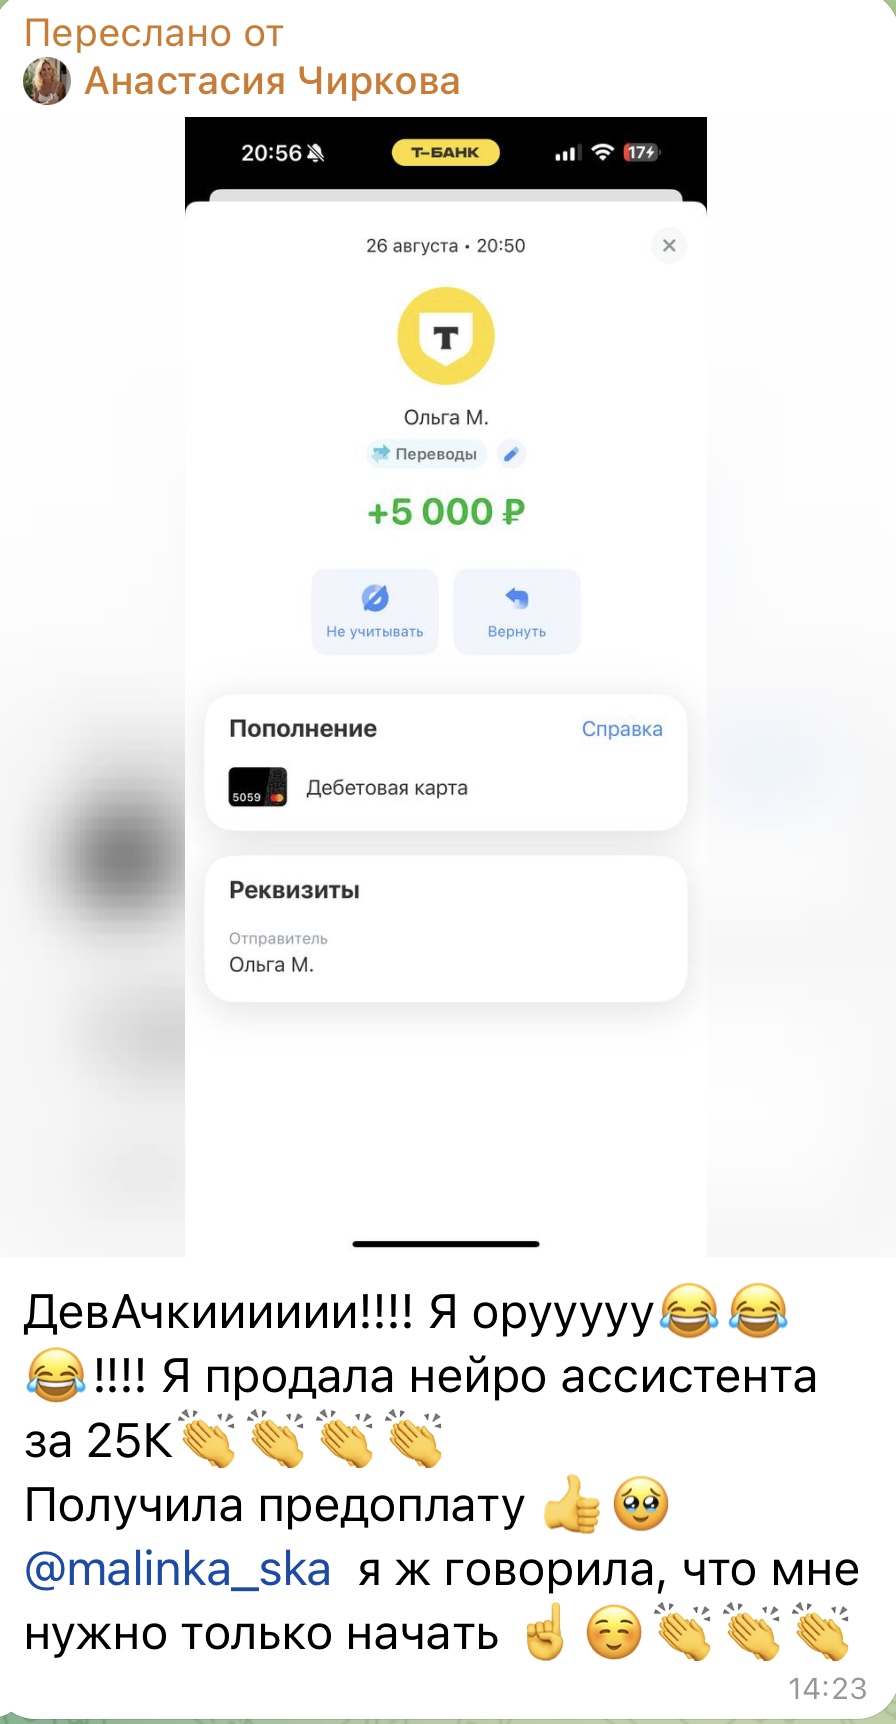 Переслано от
Анастасия Чиркова
20:56 Т-БАНК 17
26 августа • 20:50
Т
Ольга М.
Переводы
+5 000 ₽
Не учитывать Вернуть
Пополнение Справка
5059 Дебетовая карта
Реквизиты
Отправитель
Ольга М.
ДевАчкииииии!!!! Я орууууу😂😂
😂!!!! Я продала нейро ассистента
за 25К👏👏👏👏
Получила предоплату 👍🥹
@malinka_ska я ж говорила, что мне
нужно только начать ☝️☺️👏👏👏
14:23